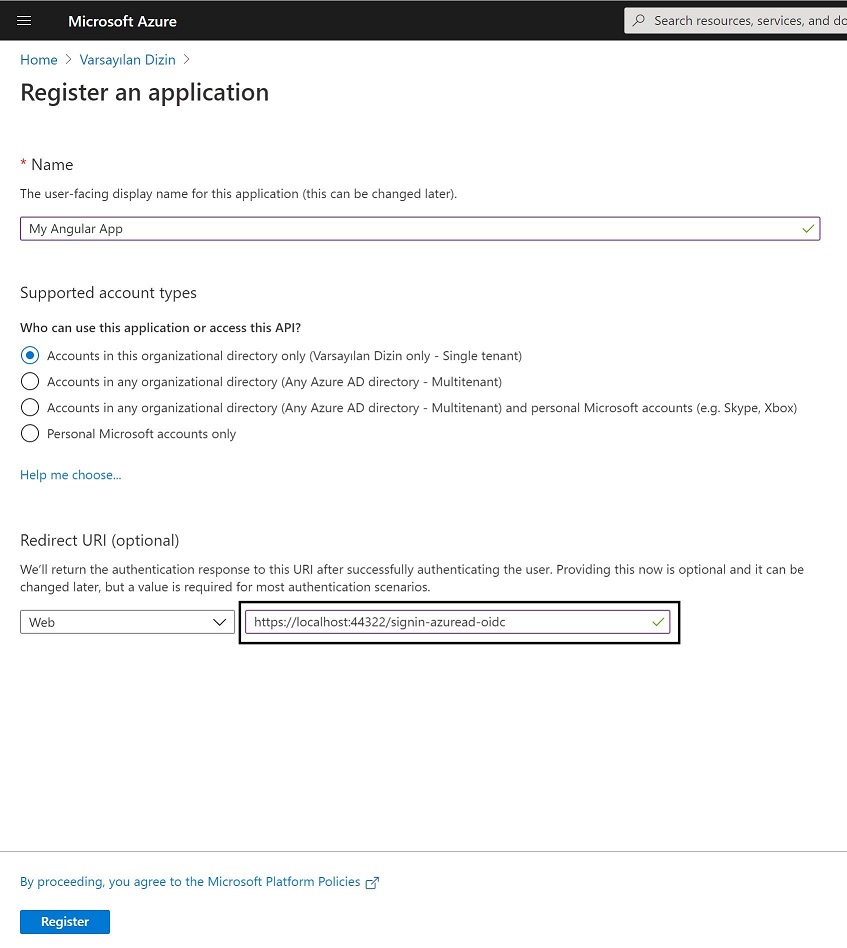 Microsoft Azure
Search resources, services, and do
Home > Varsayılan Dizin >
Register an application
* Name
The user-facing display name for this application (this can be changed later).
My Angular App
Supported account types
Who can use this application or access this API?
Accounts in this organizational directory only (Varsayılan Dizin only - Single tenant)
Accounts in any organizational directory (Any Azure AD directory - Multitenant)
Accounts in any organizational directory (Any Azure AD directory - Multitenant) and personal Microsoft accounts (e.g. Skype, Xbox)
Personal Microsoft accounts only
Help me choose...
Redirect URI (optional)
We'll return the authentication response to this URI after successfully authenticating the user. Providing this now is optional and it can be
changed later, but a value is required for most authentication scenarios.
Web
https://localhost:44322/signin-azuread-oidc
By proceeding, you agree to the Microsoft Platform Policies
Register